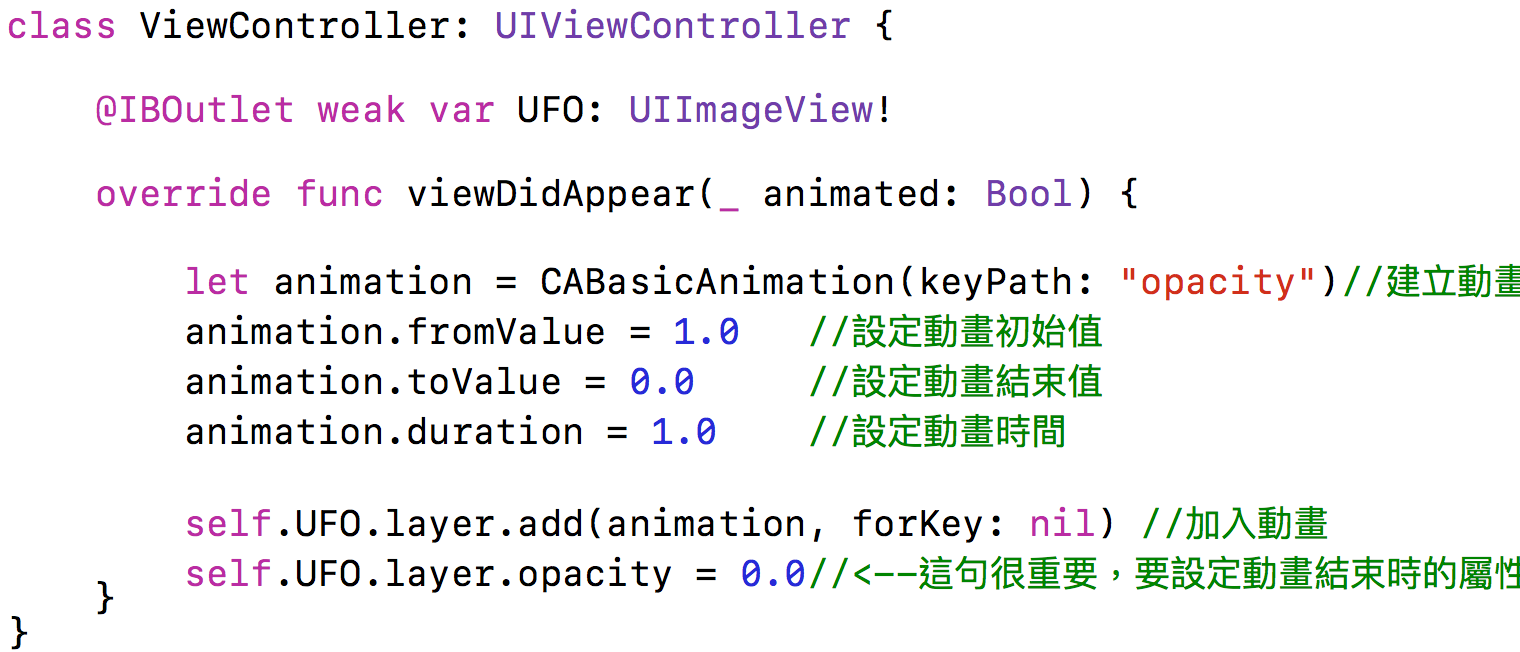 class ViewController: UIViewController {
@IBOutlet weak var UFO: UIImageView!
override func viewDidAppear(_ animated: Bool) {
let animation = CABasicAnimation(keyPath: "opacity")//建立動畫
animation.fromValue = 1.0 //設定動畫初始值
animation.toValue = 0.0 //設定動畫結束值
animation.duration = 1.0 //設定動畫時間
self.UFO.layer.add(animation, forKey: nil) //加入動畫
self.UFO.layer.opacity = 0.0//<--這句很重要，要設定動畫結束時的屬性
}
}